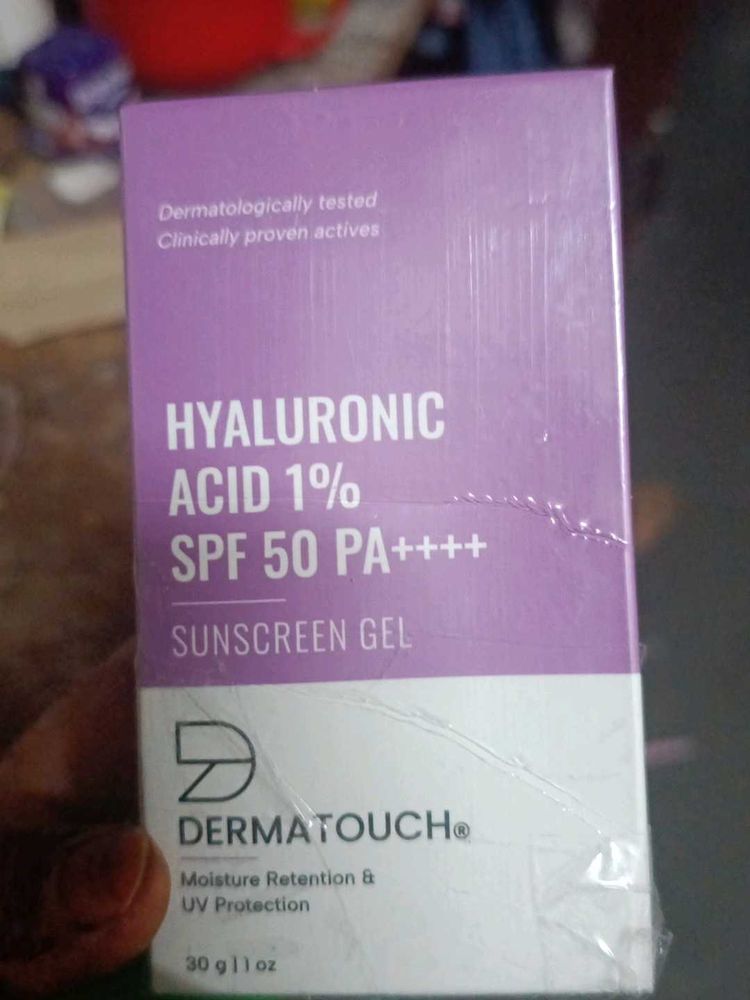 Dermatologically tested
Clinically proven actives
HYALURONIC
ACID 1%
SPF 50 PA++++
SUNSCREEN GEL
DERMATOUCH®
Moisture Retention &
UV Protection
30 g | 1 oz